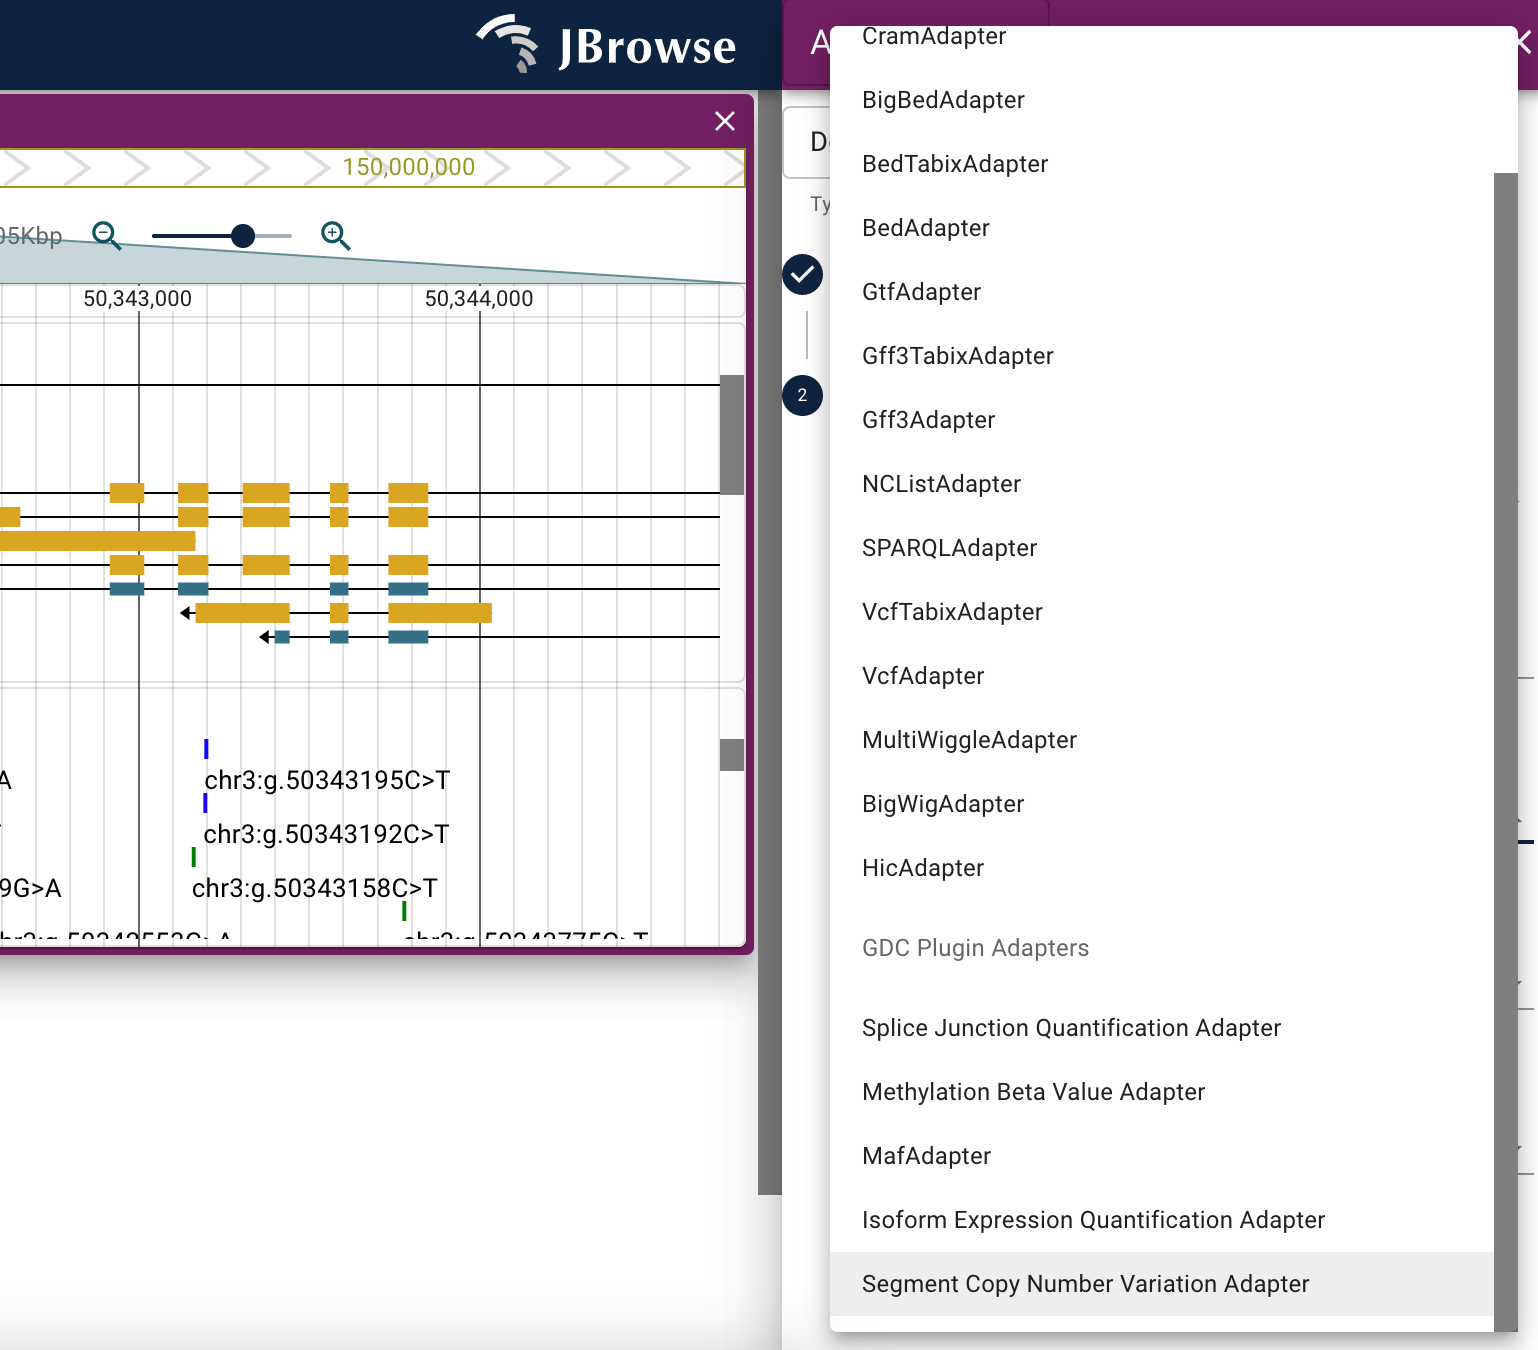 JBrowse
150,000,000
05Kbp
50,343,000
50,344,000
A
chr3:g.50343195C>T
chr3:g.50343192C>T
9G>A
chr3:g.50343158C>T
A
D
Ty
2
CramAdapter
BigBedAdapter
BedTabixAdapter
BedAdapter
GtfAdapter
Gff3TabixAdapter
Gff3Adapter
NCListAdapter
SPARQLAdapter
VcfTabixAdapter
VcfAdapter
MultiWiggleAdapter
BigWigAdapter
HicAdapter
GDC Plugin Adapters
Splice Junction Quantification Adapter
Methylation Beta Value Adapter
MafAdapter
Isoform Expression Quantification Adapter
Segment Copy Number Variation Adapter